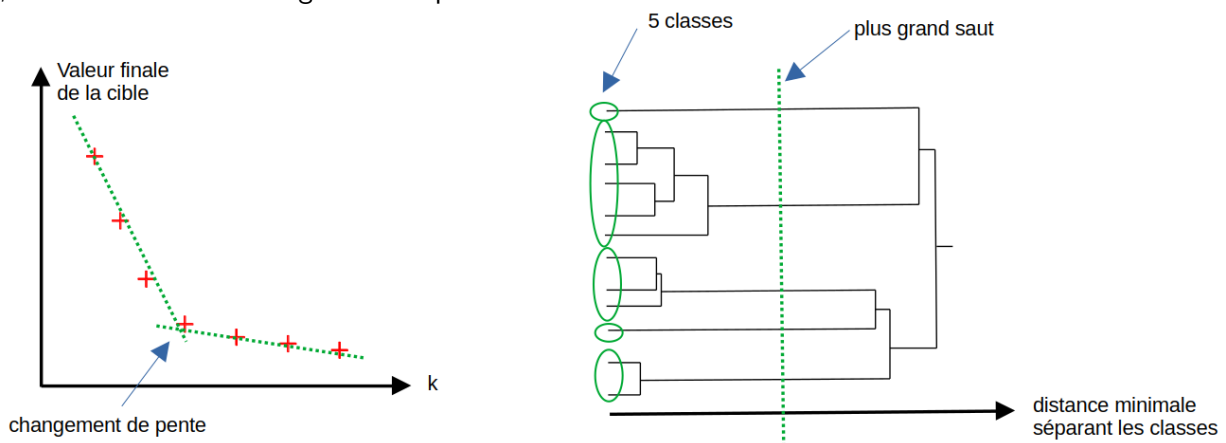 Valeur finale
de la cible
k
changement de pente
5 classes
plus grand saut
distance minimale
séparant les classes